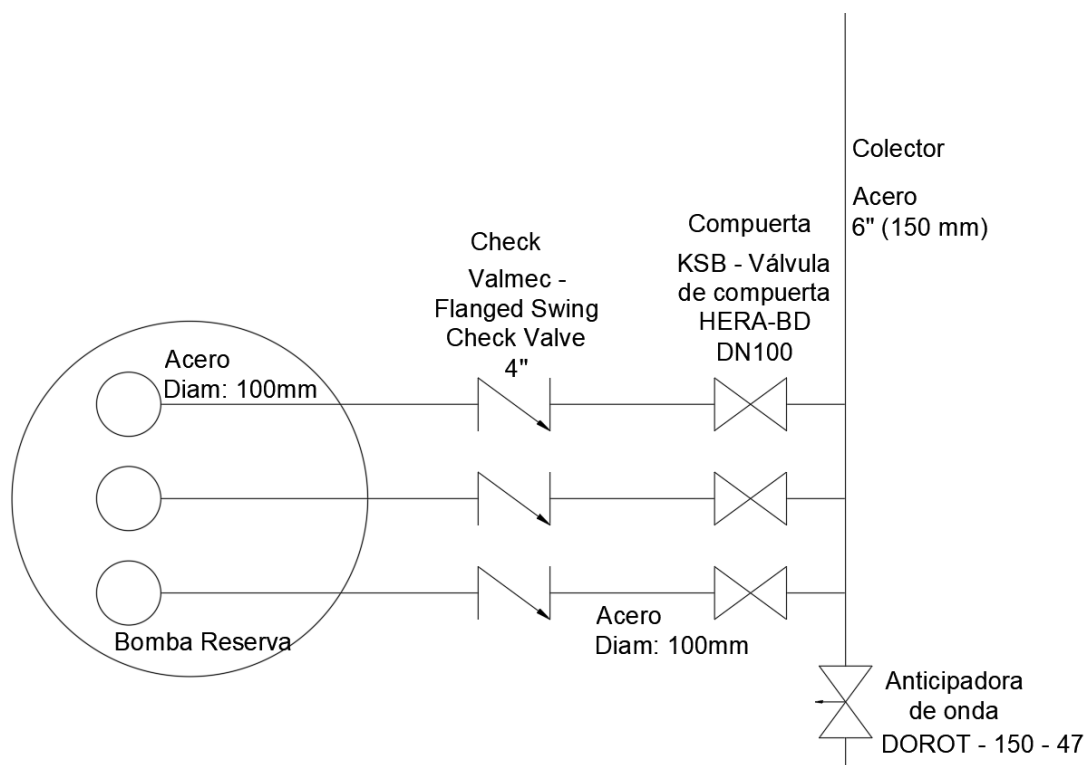 Colector
Acero
6" (150 mm)
Compuerta
KSB - Válvula
de compuerta
HERA-BD
DN100
Check
Valmec -
Flanged Swing
Check Valve
4"
Acero
Diam: 100mm
Bomba Reserva
Acero
Diam: 100mm
Anticipadora
de onda
DOROT - 150 - 47